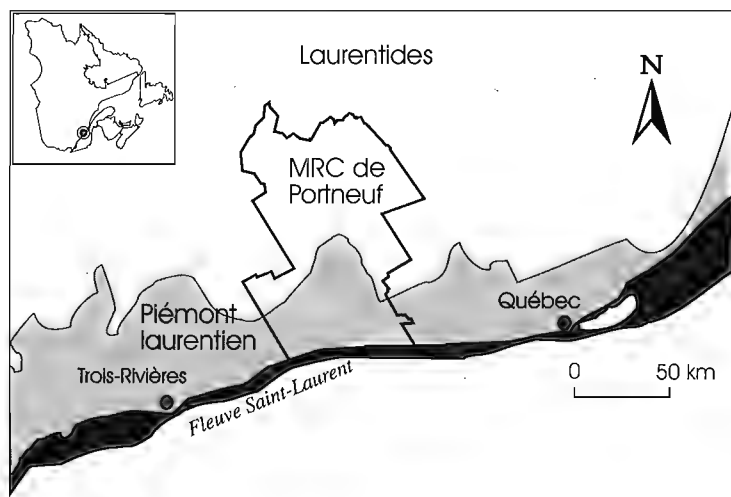 Laurentides
N
MRC de
Portneuf
Piémont
laurentien
Québec
Trois-Rivières
Fleuve Saint-Laurent
0 50 km